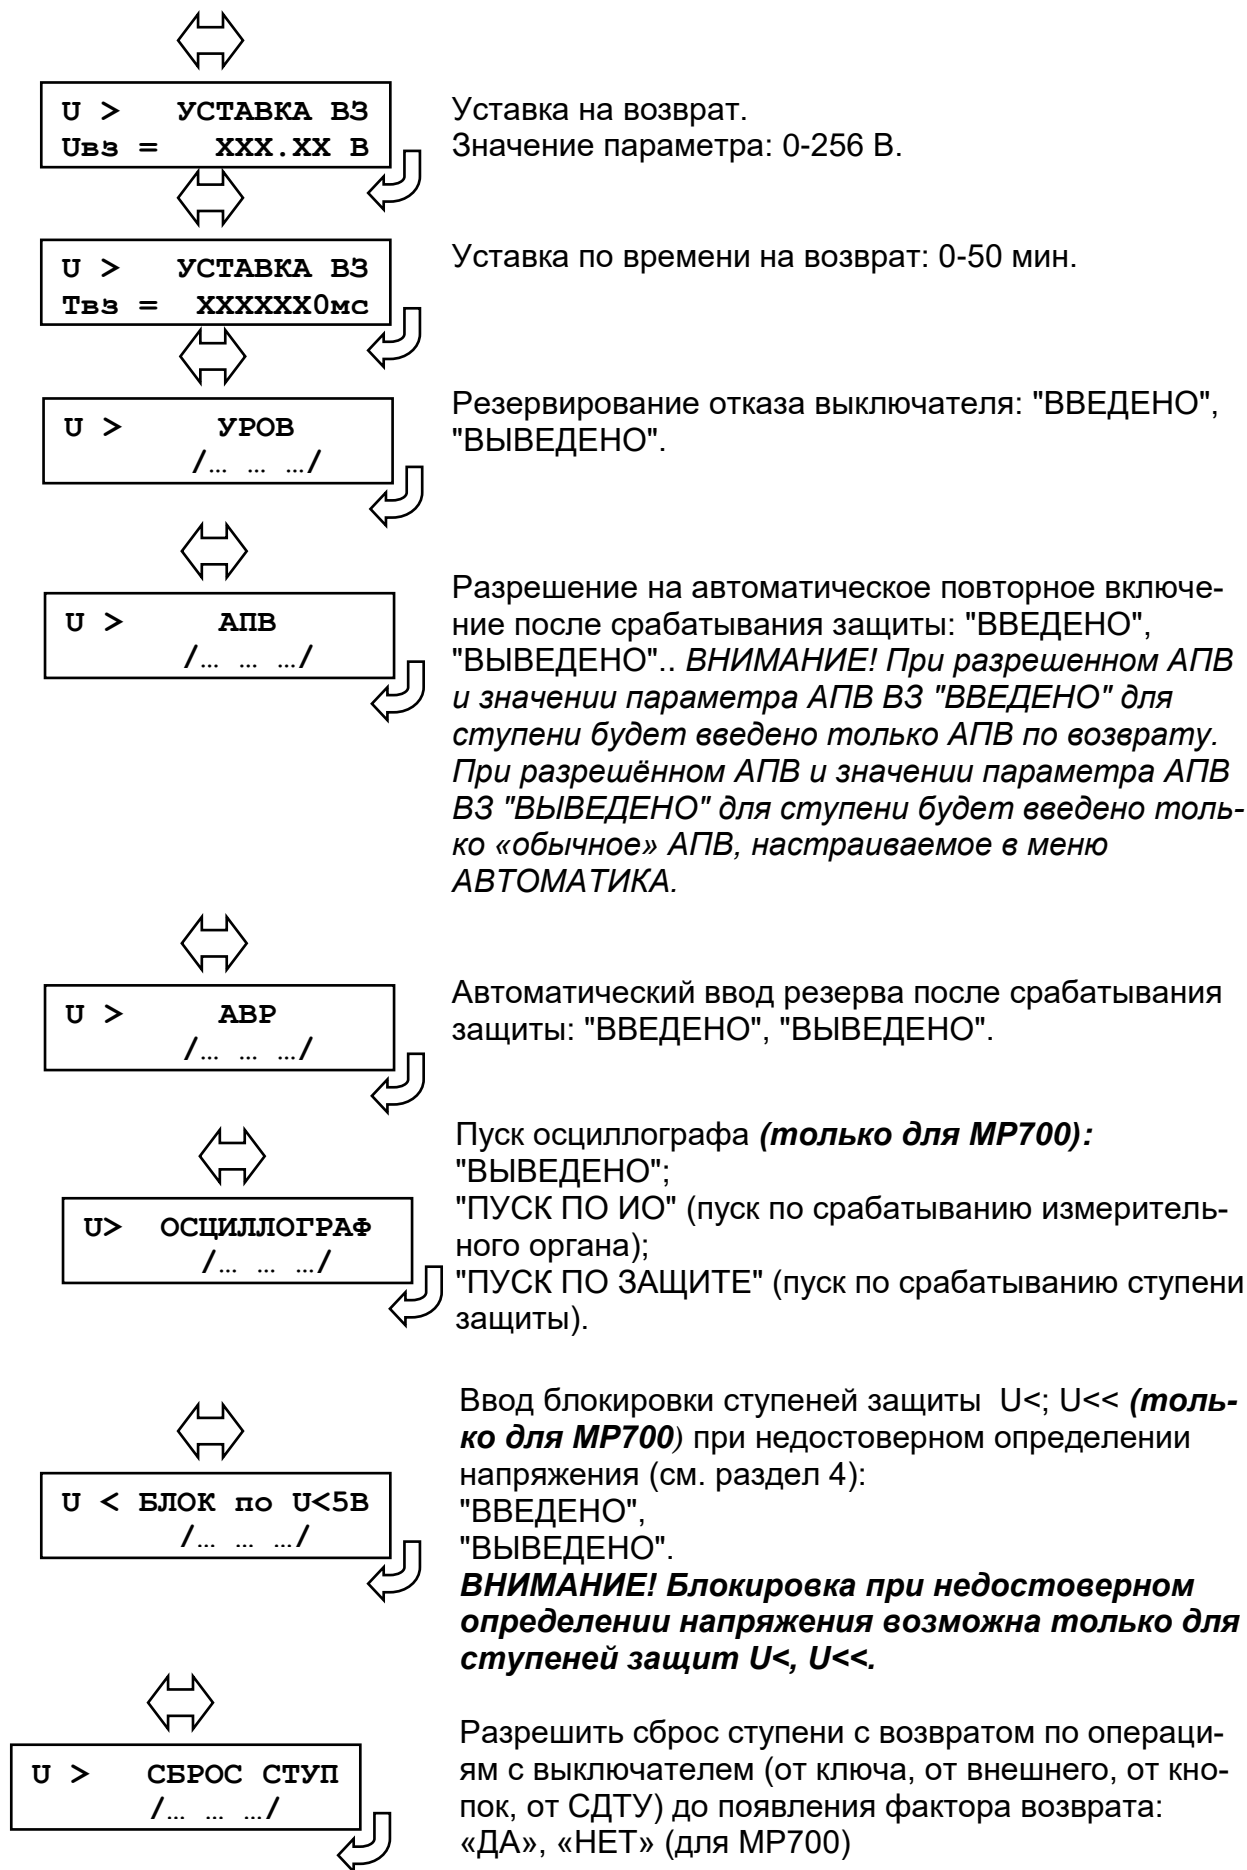 U > УСТАВКА ВЗ
Uвз = XXX.XX В
Уставка на возврат.
Значение параметра: 0-256 В.
U > УСТАВКА ВЗ
Tвз = XXXXXX0мс
Уставка по времени на возврат: 0-50 мин.
U > УРОВ
/… … …/
Резервирование отказа выключателя: "ВВЕДЕНО",
"ВЫВЕДЕНО".
U > АПВ
/… … …/
Разрешение на автоматическое повторное включе-
ние после срабатывания защиты: "ВВЕДЕНО",
"ВЫВЕДЕНО".. ВНИМАНИЕ! При разрешенном АПВ
и значении параметра АПВ ВЗ "ВВЕДЕНО" для
ступени будет введено только АПВ по возврату.
При разрешённом АПВ и значении параметра АПВ
ВЗ "ВЫВЕДЕНО" для ступени будет введено толь-
ко «обычное» АПВ, настраиваемое в меню
АВТОМАТИКА.
U > АВР
/… … …/
Автоматический ввод резерва после срабатывания
защиты: "ВВЕДЕНО", "ВЫВЕДЕНО".
U> ОСЦИЛЛОГРАФ
/… … …/
Пуск осциллографа (только для МР700):
"ВЫВЕДЕНО";
"ПУСК ПО ИО" (пуск по срабатыванию измеритель-
ного органа);
"ПУСК ПО ЗАЩИТЕ" (пуск по срабатыванию ступени
защиты).
U < БЛОК по U<5В
/… … …/
Ввод блокировки ступеней защиты U<; U<< (толь-
ко для МР700) при недостоверном определении
напряжения (см. раздел 4):
"ВВЕДЕНО",
"ВЫВЕДЕНО".
ВНИМАНИЕ! Блокировка при недостоверном
определении напряжения возможна только для
ступеней защит U<, U<<.
U > СБРОС СТУП
/… … …/
Разрешить сброс ступени с возвратом по операци-
ям с выключателем (от ключа, от внешнего, от кно-
пок, от СДТУ) до появления фактора возврата:
«ДА», «НЕТ» (для МР700)